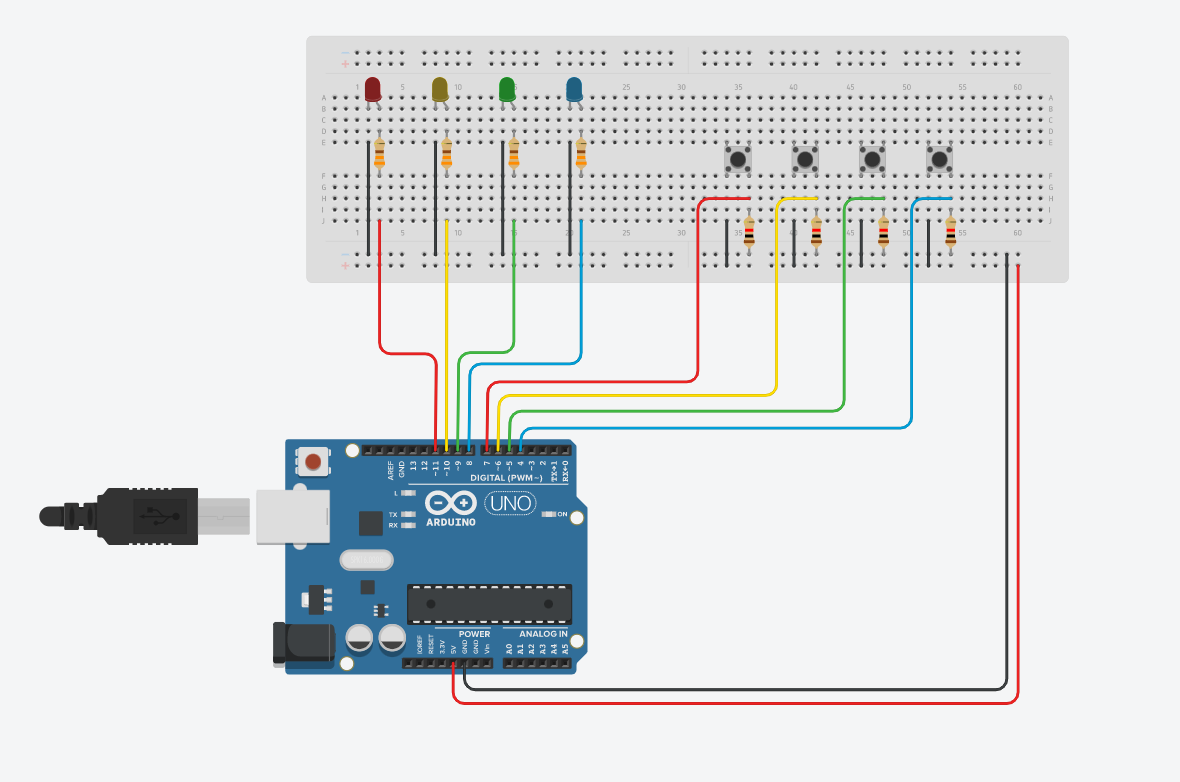 1 5 10 15 20 25 30 35 40 45 50 55 60
A A
B B
C C
D D
E E
F F
G G
H H
I I
J J
1 5 10 15 20 25 30 35 40 45 50 55 60
AREF
GND
13
12
~11
~10
~9
8
7
6
~5
4
~3
2
TX→1
RX←0
DIGITAL (PWM~)
L
TX
RX
ARDUINO
UNO
ON
POWER
ANALOG IN
IOREF
RESET
3.3V
5V
GND
GND
Vin
A0
A1
A2
A3
A4
A5